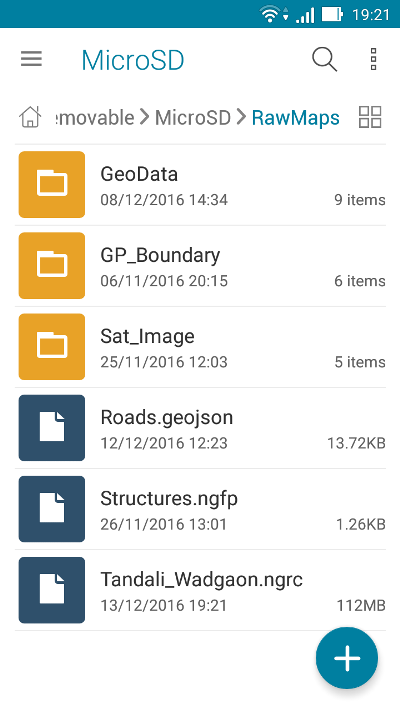 19:21
MicroSD
emovable MicroSD RawMaps
GeoData
08/12/2016 14:34 9 items
GP_Boundary
06/11/2016 20:15 6 items
Sat_Image
25/11/2016 12:03 5 items
Roads.geojson
12/12/2016 12:23 13.72KB
Structures.ngfp
26/11/2016 13:01 1.26KB
Tandali_Wadgaon.ngrc
13/12/2016 19:21 112MB